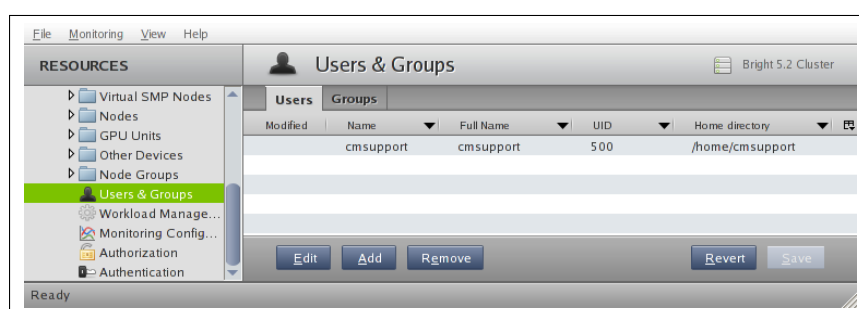 File Monitoring View Help
RESOURCES
Users & Groups
Bright 5.2 Cluster
Virtual SMP Nodes
Nodes
GPU Units
Other Devices
Node Groups
Users & Groups
Workload Manage...
Monitoring Config...
Authorization
Authentication
Users Groups
Modified Name Full Name UID Home directory
cmsupport cmsupport 500 /home/cmsupport
Edit Add Remove Revert Save
Ready